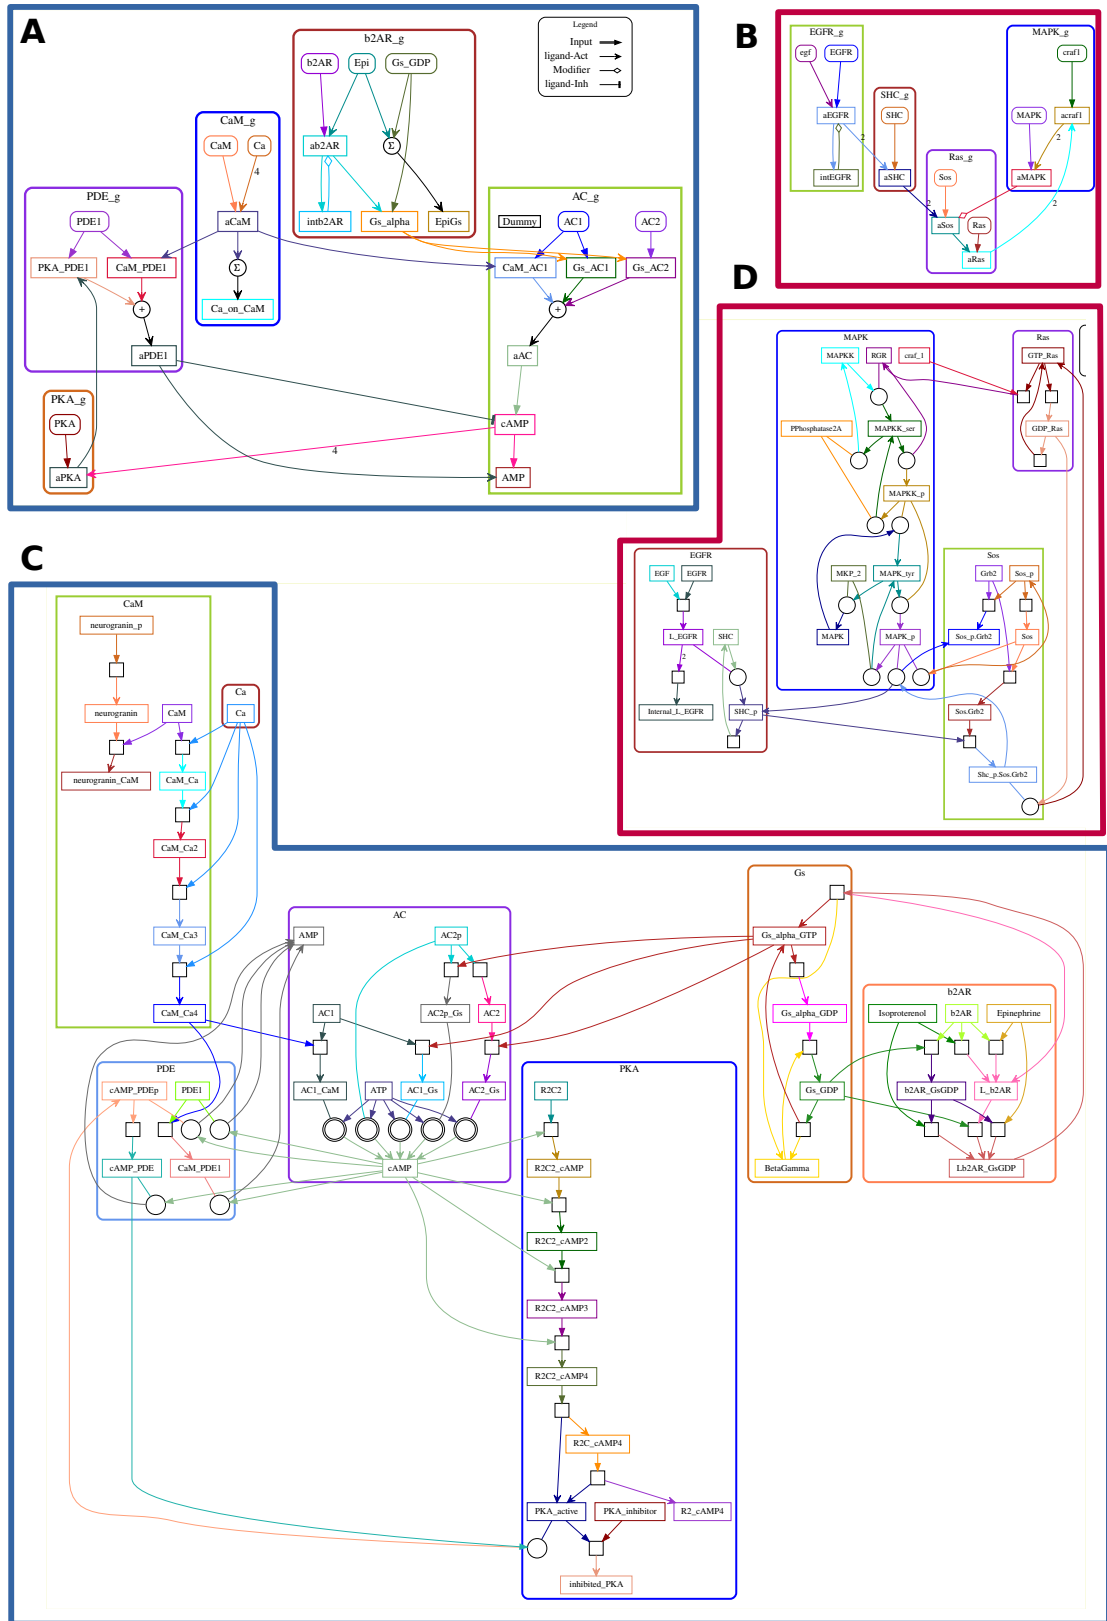 A
b2AR_g
b2AR
Epi
Gs_GDP
ab2AR
Σ
intb2AR
Gs_alpha
EpiGs
Legend
Input
ligand-Act
Modifier
ligand-Inh
CaM_g
CaM
Ca
4
aCaM
Σ
Ca_on_CaM
PDE_g
PDE1
PKA_PDE1
CaM_PDE1
+
aPDE1
PKA_g
PKA
aPKA
AC_g
Dummy
AC1
AC2
CaM_AC1
Gs_AC1
Gs_AC2
+
aAC
cAMP
4
AMP
B
EGFR_g
egf
EGFR
aEGFR
2
intEGFR
SHC_g
SHC
aSHC
2
Ras_g
Sos
aSos
Ras
aRas
MAPK_g
craf1
MAPK
acraf1
2
aMAPK
2
D
MAPK
MAPKK
RGR
craf_1
PPhosphatase2A
MAPKK_ser
MAPKK_p
MKP_2
MAPK_tyr
MAPK
MAPK_p
Ras
GTP_Ras
GDP_Ras
EGFR
EGF
EGFR
L_EGFR
SHC
2
Internal_L_EGFR
SHC_p
Sos
Grb2
Sos_p
Sos_p.Grb2
Sos
Sos.Grb2
Shc_p.Sos.Grb2
C
CaM
neurogranin_p
neurogranin
CaM
neurogranin_CaM
CaM_Ca
CaM_Ca2
CaM_Ca3
CaM_Ca4
Ca
Ca
AC
AMP
AC2p
AC1
AC2p_Gs
AC2
AC1_CaM
ATP
AC1_Gs
AC2_Gs
cAMP
PDE
cAMP_PDEp
PDE1
cAMP_PDE
CaM_PDE1
PKA
R2C2
R2C2_cAMP
R2C2_cAMP2
R2C2_cAMP3
R2C2_cAMP4
R2C_cAMP4
PKA_active
PKA_inhibitor
R2_cAMP4
inhibited_PKA
Gs
Gs_alpha_GTP
Gs_alpha_GDP
Gs_GDP
BetaGamma
b2AR
Isoproterenol
b2AR
Epinephrine
b2AR_GsGDP
L_b2AR
Lb2AR_GsGDP